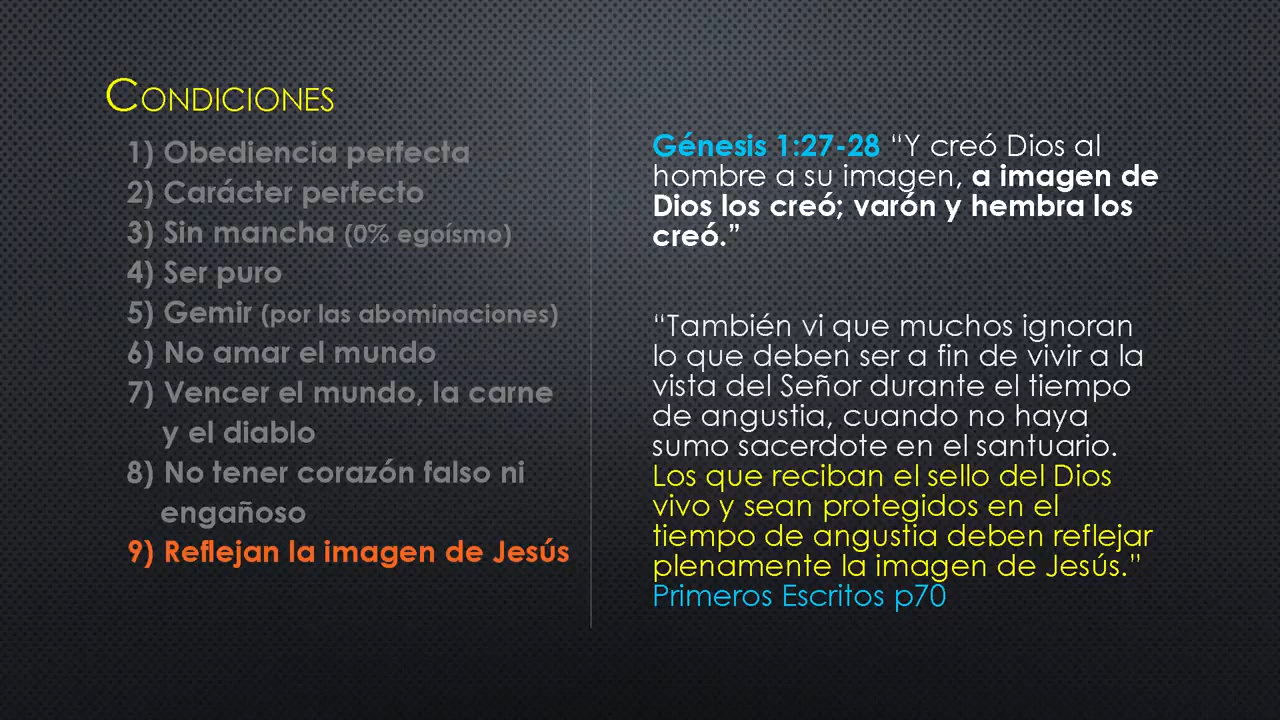 CONDICIONES
1) Obediencia perfecta
2) Carácter perfecto
3) Sin mancha (0% egoísmo)
4) Ser puro
5) Gemir (por las abominaciones)
6) No amar el mundo
7) Vencer el mundo, la carne
y el diablo
8) No tener corazón falso ni
engañoso
9) Reflejan la imagen de Jesús
Génesis 1:27-28 “Y creó Dios al
hombre a su imagen, a imagen de
Dios los creó; varón y hembra los
creó.”
“También vi que muchos ignoran
lo que deben ser a fin de vivir a la
vista del Señor durante el tiempo
de angustia, cuando no haya
sumo sacerdote en el santuario.
Los que reciban el sello del Dios
vivo y sean protegidos en el
tiempo de angustia deben reflejar
plenamente la imagen de Jesús.”
Primeros Escritos p70